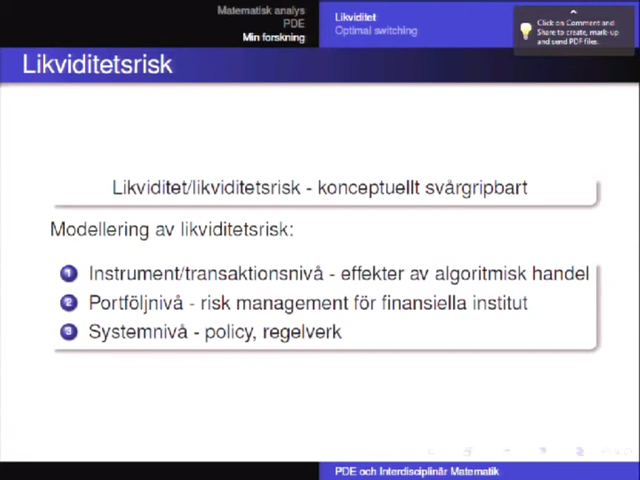 Matematisk analys
PDE
Min forskning
Likviditet
Optimal switching
Click on Comment and
Share to create, mark-up
and send PDF files.
Likviditetsrisk
Likviditet/likviditetsrisk - konceptuellt svårgripbart
Modellering av likviditetsrisk:
1 Instrument/transaktionsnivå - effekter av algoritmisk handel
2 Portföljnivå - risk management för finansiella institut
3 Systemnivå - policy, regelverk
PDE och Interdisciplinär Matematik